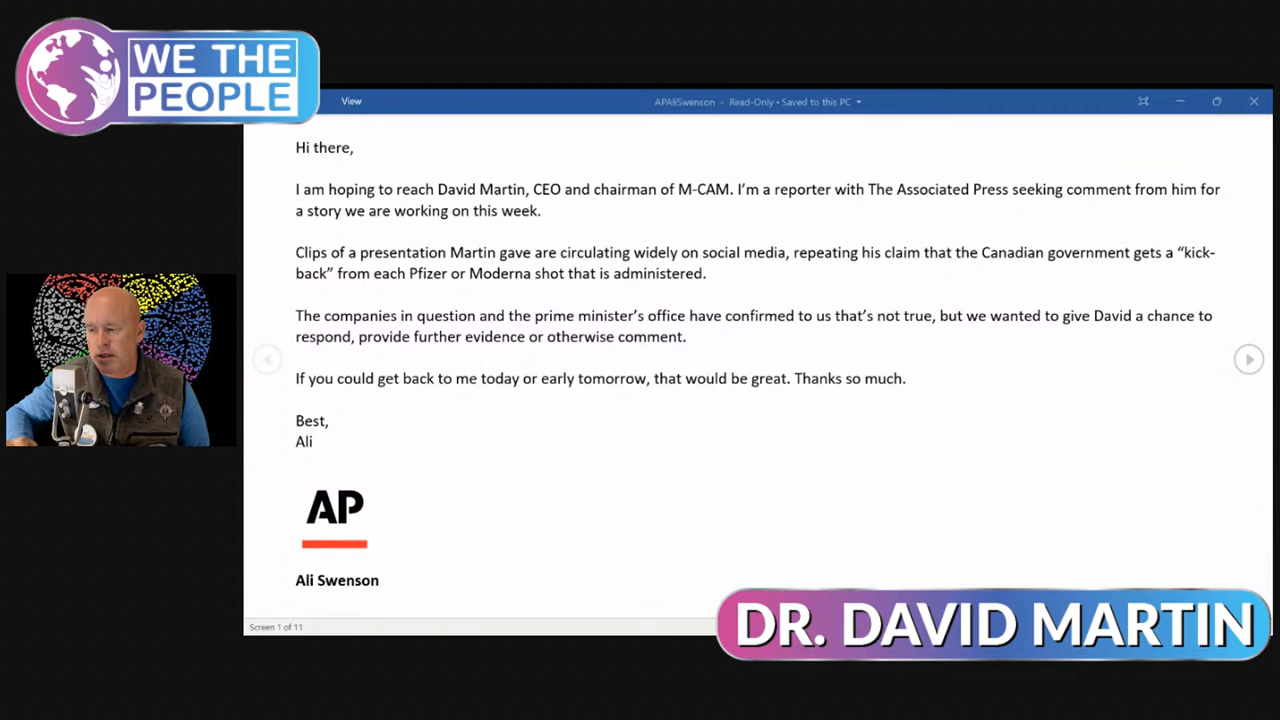 WE THE
PEOPLE
View
APAliSwenson - Read-Only • Saved to this PC
Hi there,
I am hoping to reach David Martin, CEO and chairman of M-CAM. I’m a reporter with The Associated Press seeking comment from him for
a story we are working on this week.
Clips of a presentation Martin gave are circulating widely on social media, repeating his claim that the Canadian government gets a “kick-
back” from each Pfizer or Moderna shot that is administered.
The companies in question and the prime minister’s office have confirmed to us that’s not true, but we wanted to give David a chance to
respond, provide further evidence or otherwise comment.
If you could get back to me today or early tomorrow, that would be great. Thanks so much.
Best,
Ali
AP
Ali Swenson
Screen 1 of 11
DR. DAVID MARTIN